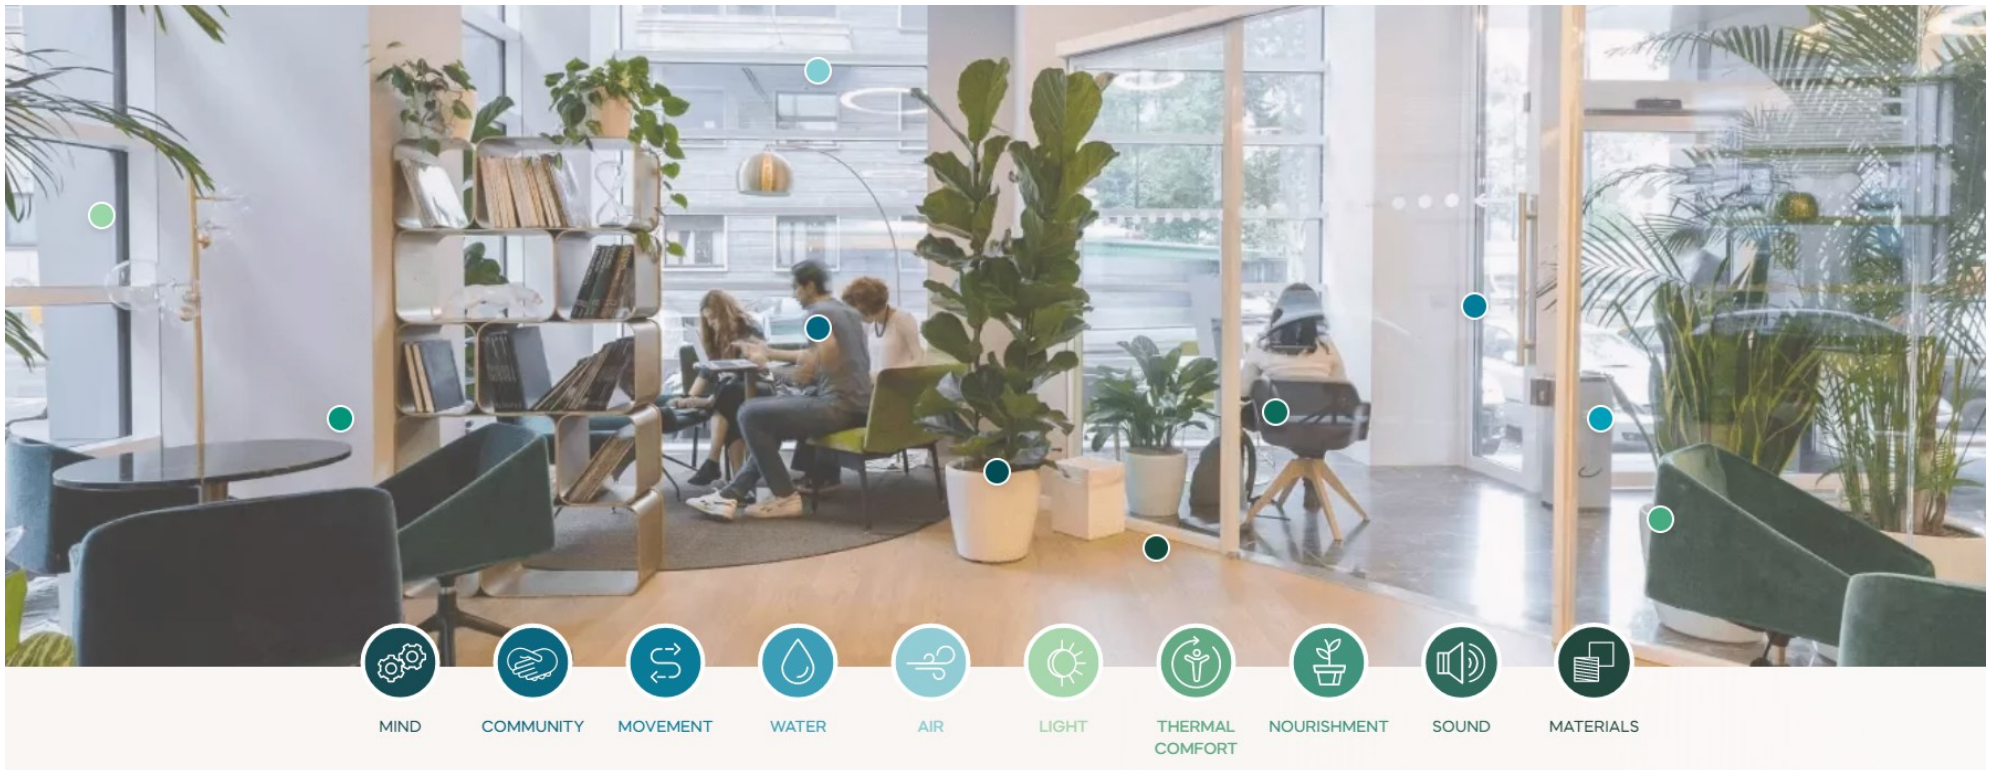 MIND
COMMUNITY
MOVEMENT
WATER
AIR
LIGHT
THERMAL
COMFORT
NOURISHMENT
SOUND
MATERIALS